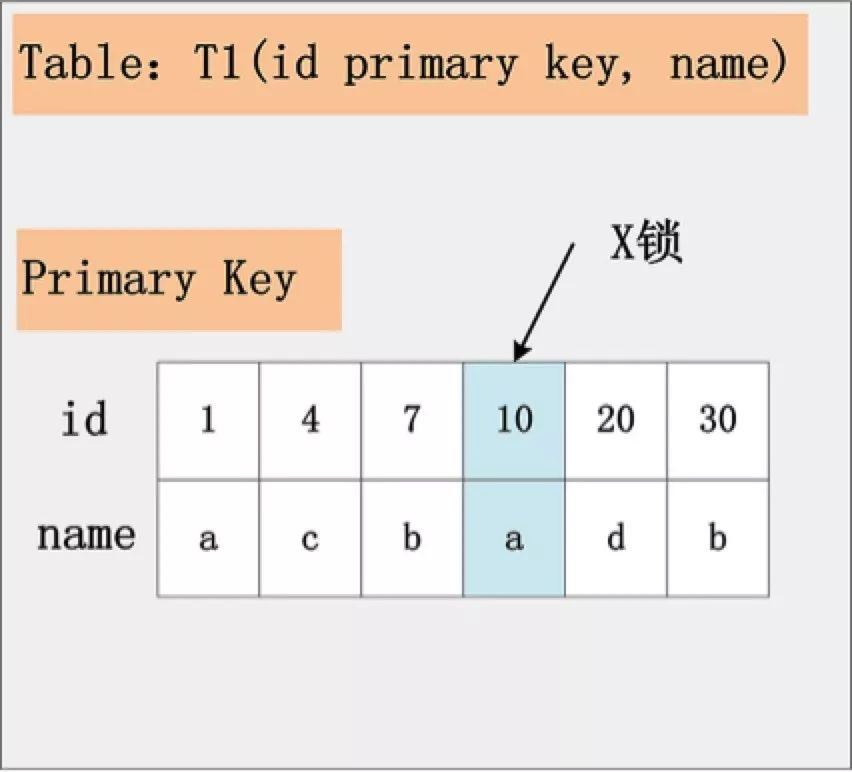 Table：T1(id primary key, name)
X锁
Primary Key
id 1 4 7 10 20 30
name a c b a d b